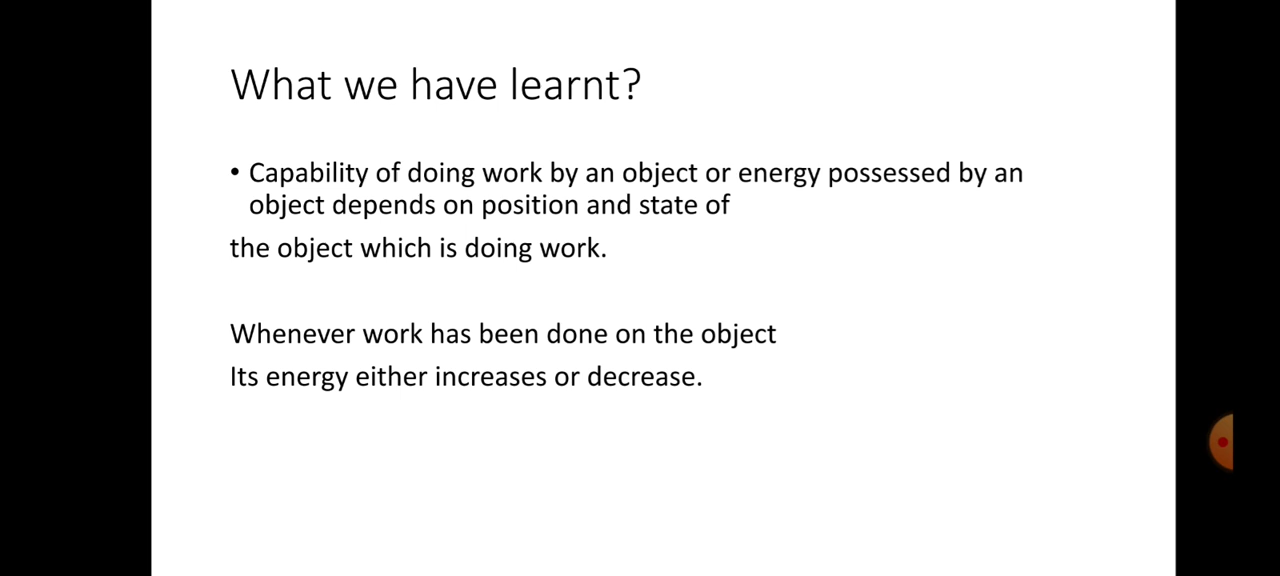 What we have learnt?
• Capability of doing work by an object or energy possessed by an
object depends on position and state of
the object which is doing work.
Whenever work has been done on the object
Its energy either increases or decrease.